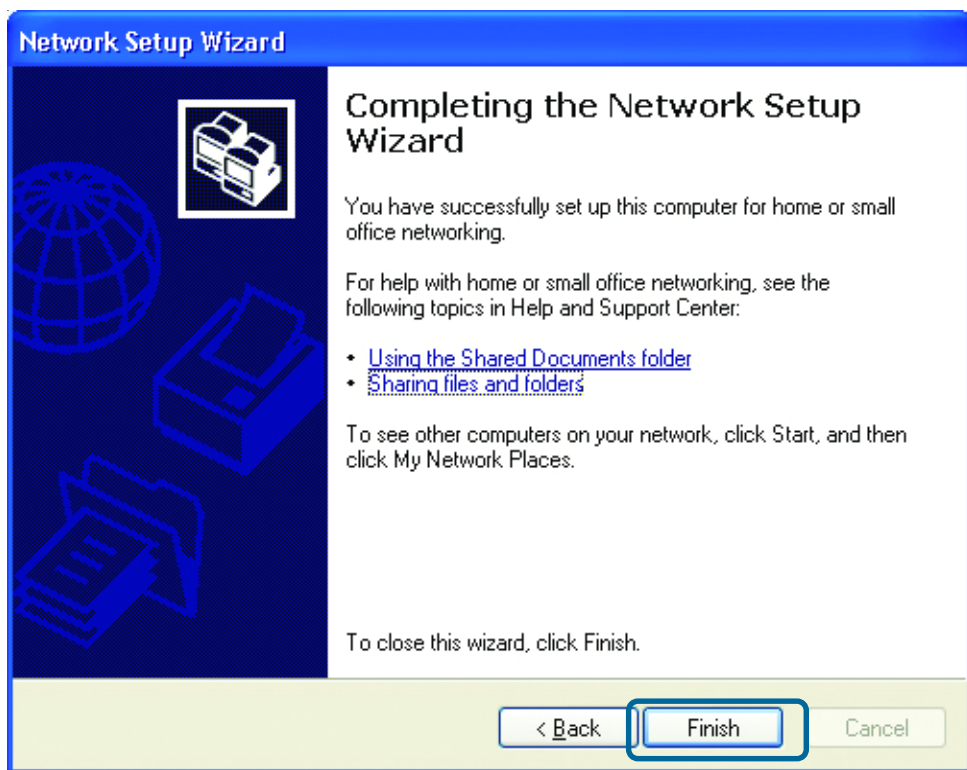 Network Setup Wizard
Completing the Network Setup
Wizard
You have successfully set up this computer for home or small
office networking.
For help with home or small office networking, see the
following topics in Help and Support Center:
• Using the Shared Documents folder
• Sharing files and folders
To see other computers on your network, click Start, and then
click My Network Places.
To close this wizard, click Finish.
< Back Finish Cancel